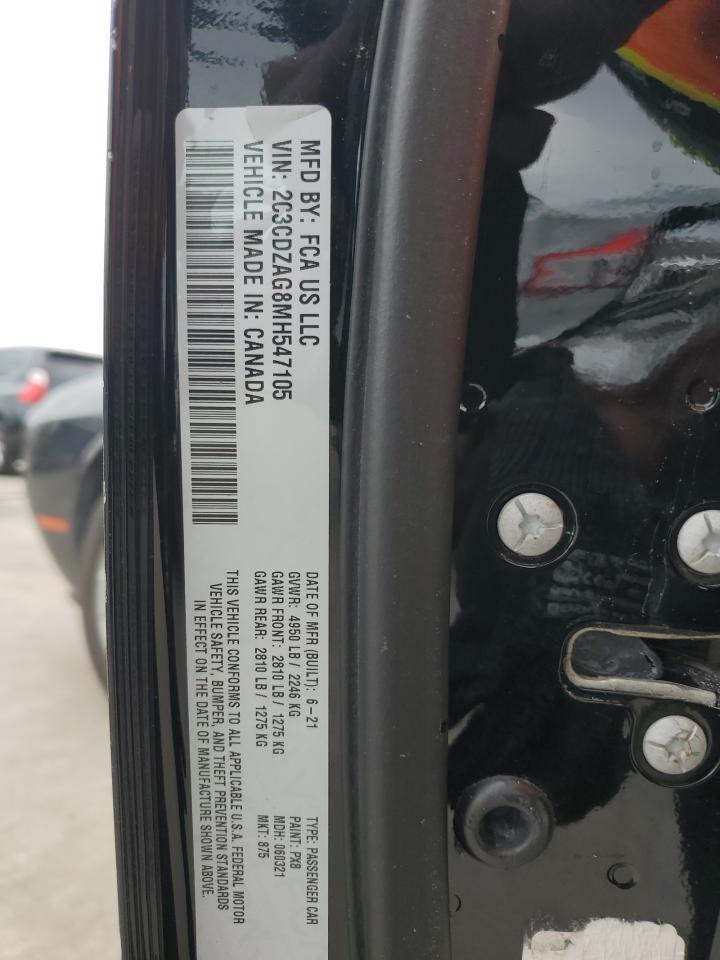 MFD BY: FCA US LLC
VIN: 2C3CDZAG8MH547105
VEHICLE MADE IN: CANADA
DATE OF MFR (BUILT): 6-21
GVWR: 4950 LB / 2246 KG
GAWR FRONT: 2810 LB / 1275 KG
GAWR REAR: 2810 LB / 1275 KG
TYPE: PASSENGER CAR
PAINT: PX8
MDH: 060321
MKT: 875
THIS VEHICLE CONFORMS TO ALL APPLICABLE U.S.A. FEDERAL MOTOR
VEHICLE SAFETY, BUMPER, AND THEFT PREVENTION STANDARDS
IN EFFECT ON THE DATE OF MANUFACTURE SHOWN ABOVE.